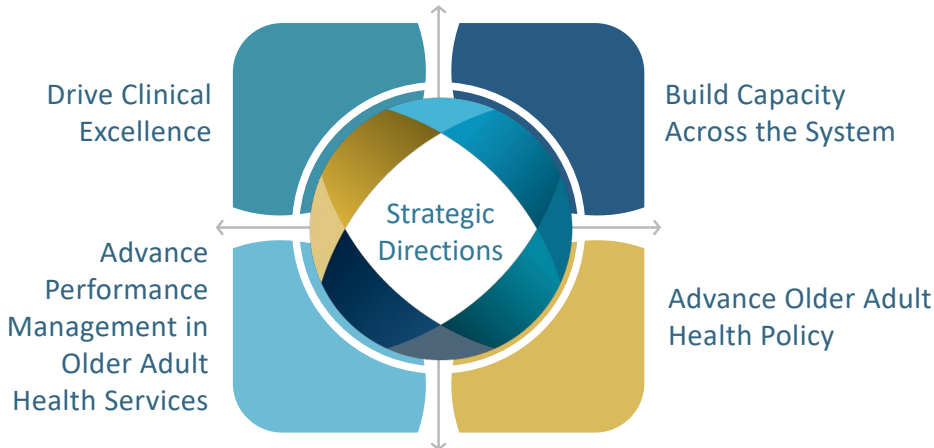 Drive Clinical
Excellence
Build Capacity
Across the System
Strategic
Directions
Advance
Performance
Management in
Older Adult
Health Services
Advance Older Adult
Health Policy